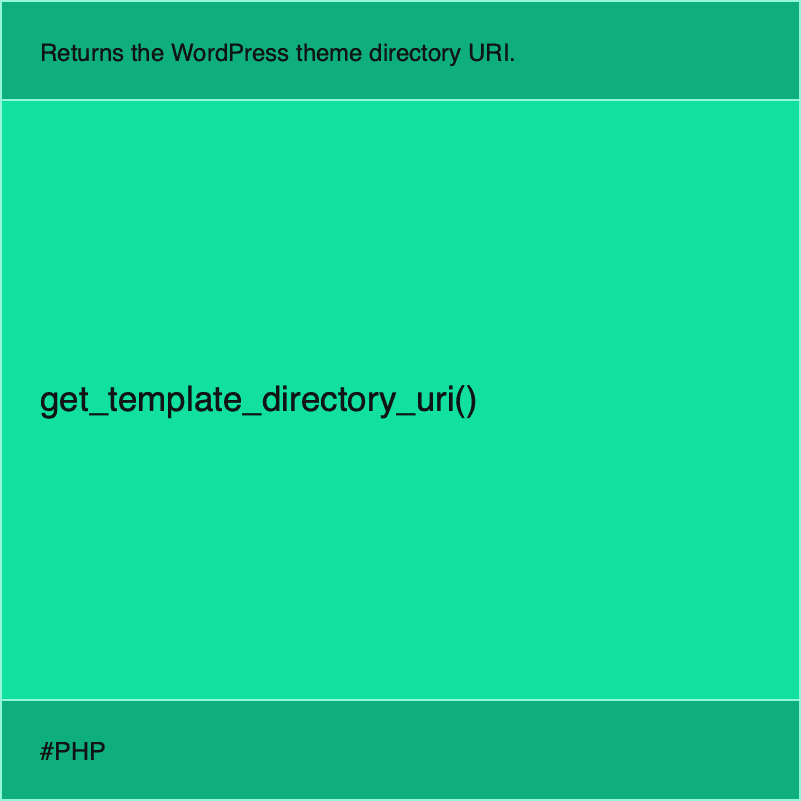 Returns the WordPress theme directory URI.
get_template_directory_uri()
#PHP